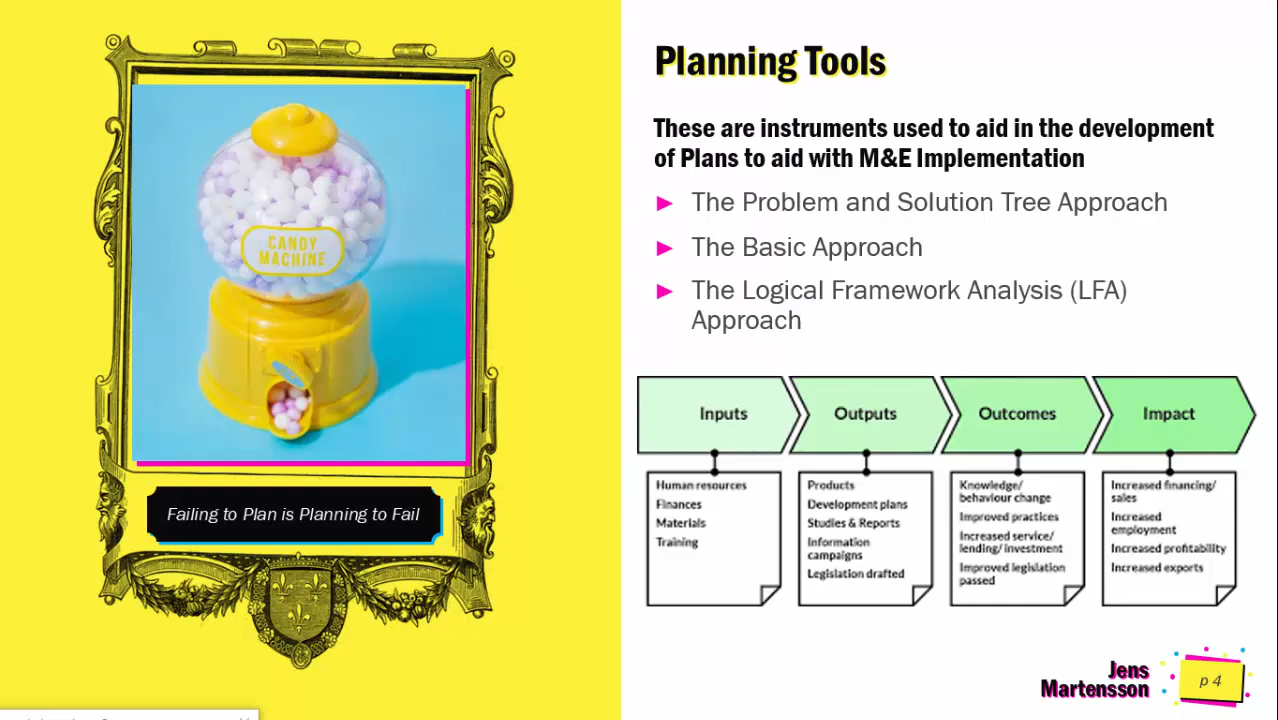 Planning Tools
These are instruments used to aid in the development
of Plans to aid with M&E Implementation
► The Problem and Solution Tree Approach
► The Basic Approach
► The Logical Framework Analysis (LFA)
Approach
CANDY
MACHINE
Failing to Plan is Planning to Fail
Inputs
Outputs
Outcomes
Impact
Human resources
Finances
Materials
Training
Products
Development plans
Studies & Reports
Information
campaigns
Legislation drafted
Knowledge/
behaviour change
Improved practices
Increased service/
lending/ investment
Improved legislation
passed
Increased financing/
sales
Increased
employment
Increased profitability
Increased exports
Jens
Martensson
p 4